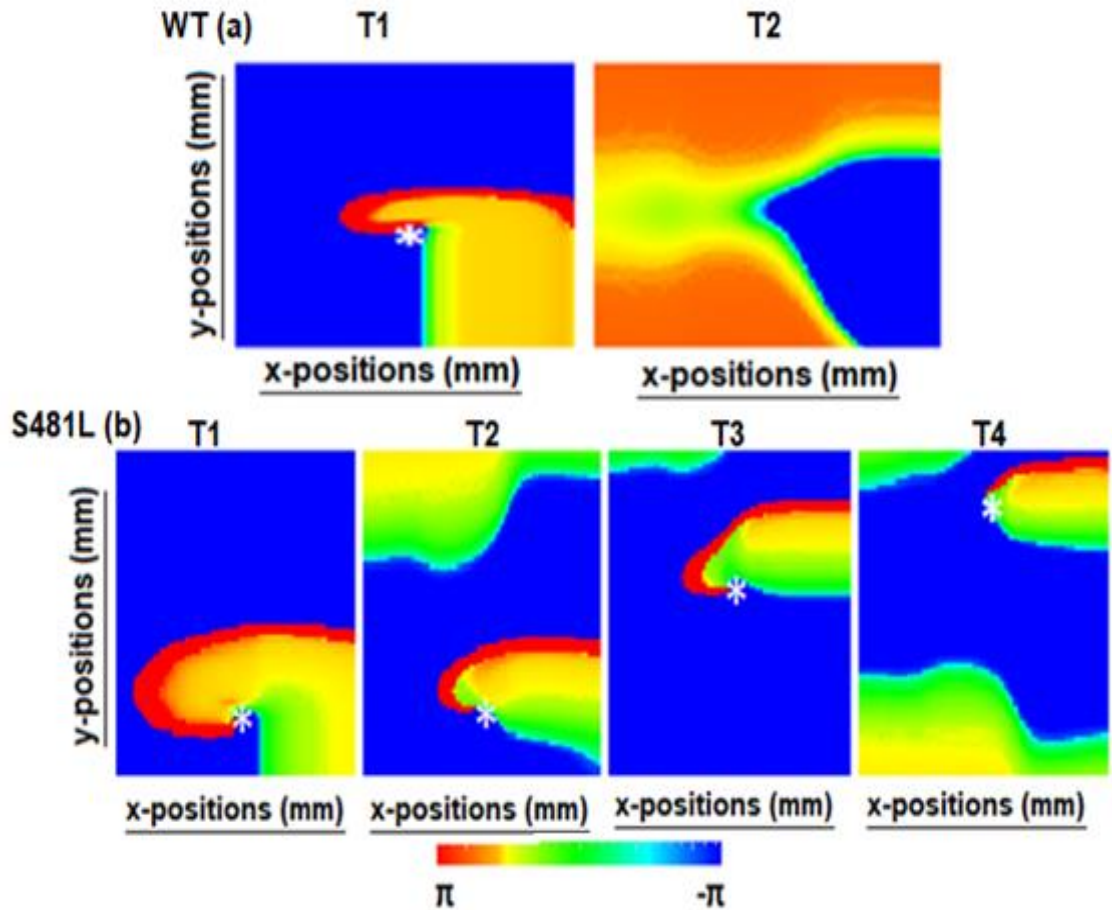 WT (a) T1 T2
y-positions (mm)
* 
x-positions (mm) x-positions (mm)
S481L (b) T1 T2 T3 T4
y-positions (mm)
* * * *
x-positions (mm) x-positions (mm) x-positions (mm) x-positions (mm)
π -π